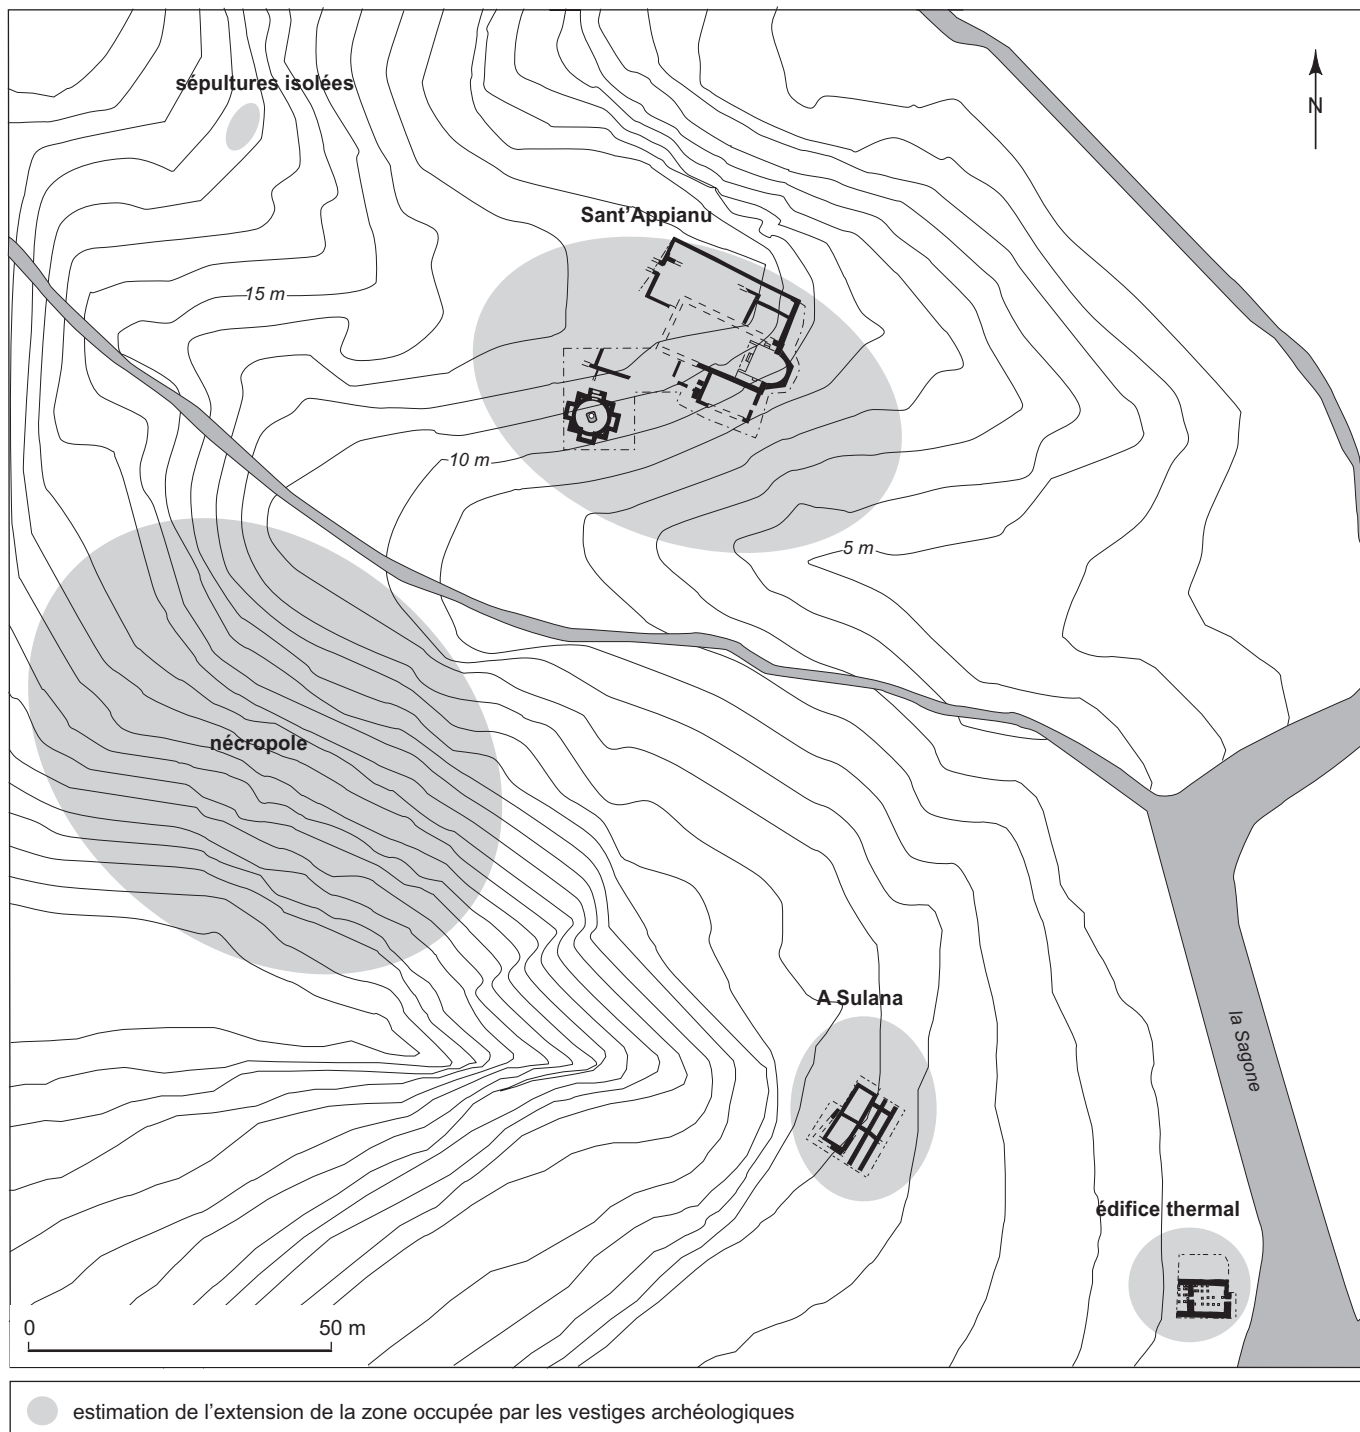 sépultures isolées
N
Sant’Appianu
15 m
10 m
5 m
nécropole
A Sulana
la Sagone
édifice thermal
0
50 m
estimation de l’extension de la zone occupée par les vestiges archéologiques